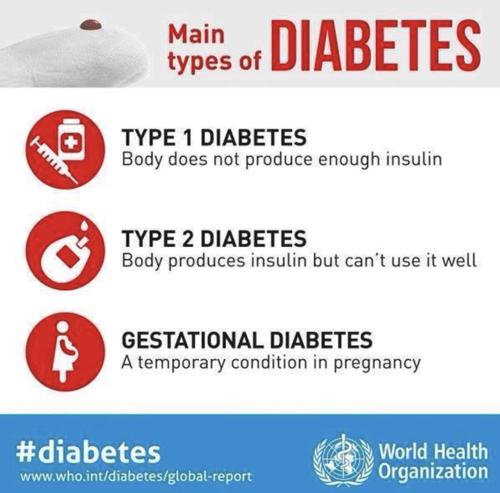 Main
types of DIABETES
TYPE 1 DIABETES
Body does not produce enough insulin
TYPE 2 DIABETES
Body produces insulin but can't use it well
GESTATIONAL DIABETES
A temporary condition in pregnancy
#diabetes
www.who.int/diabetes/global-report
World Health
Organization